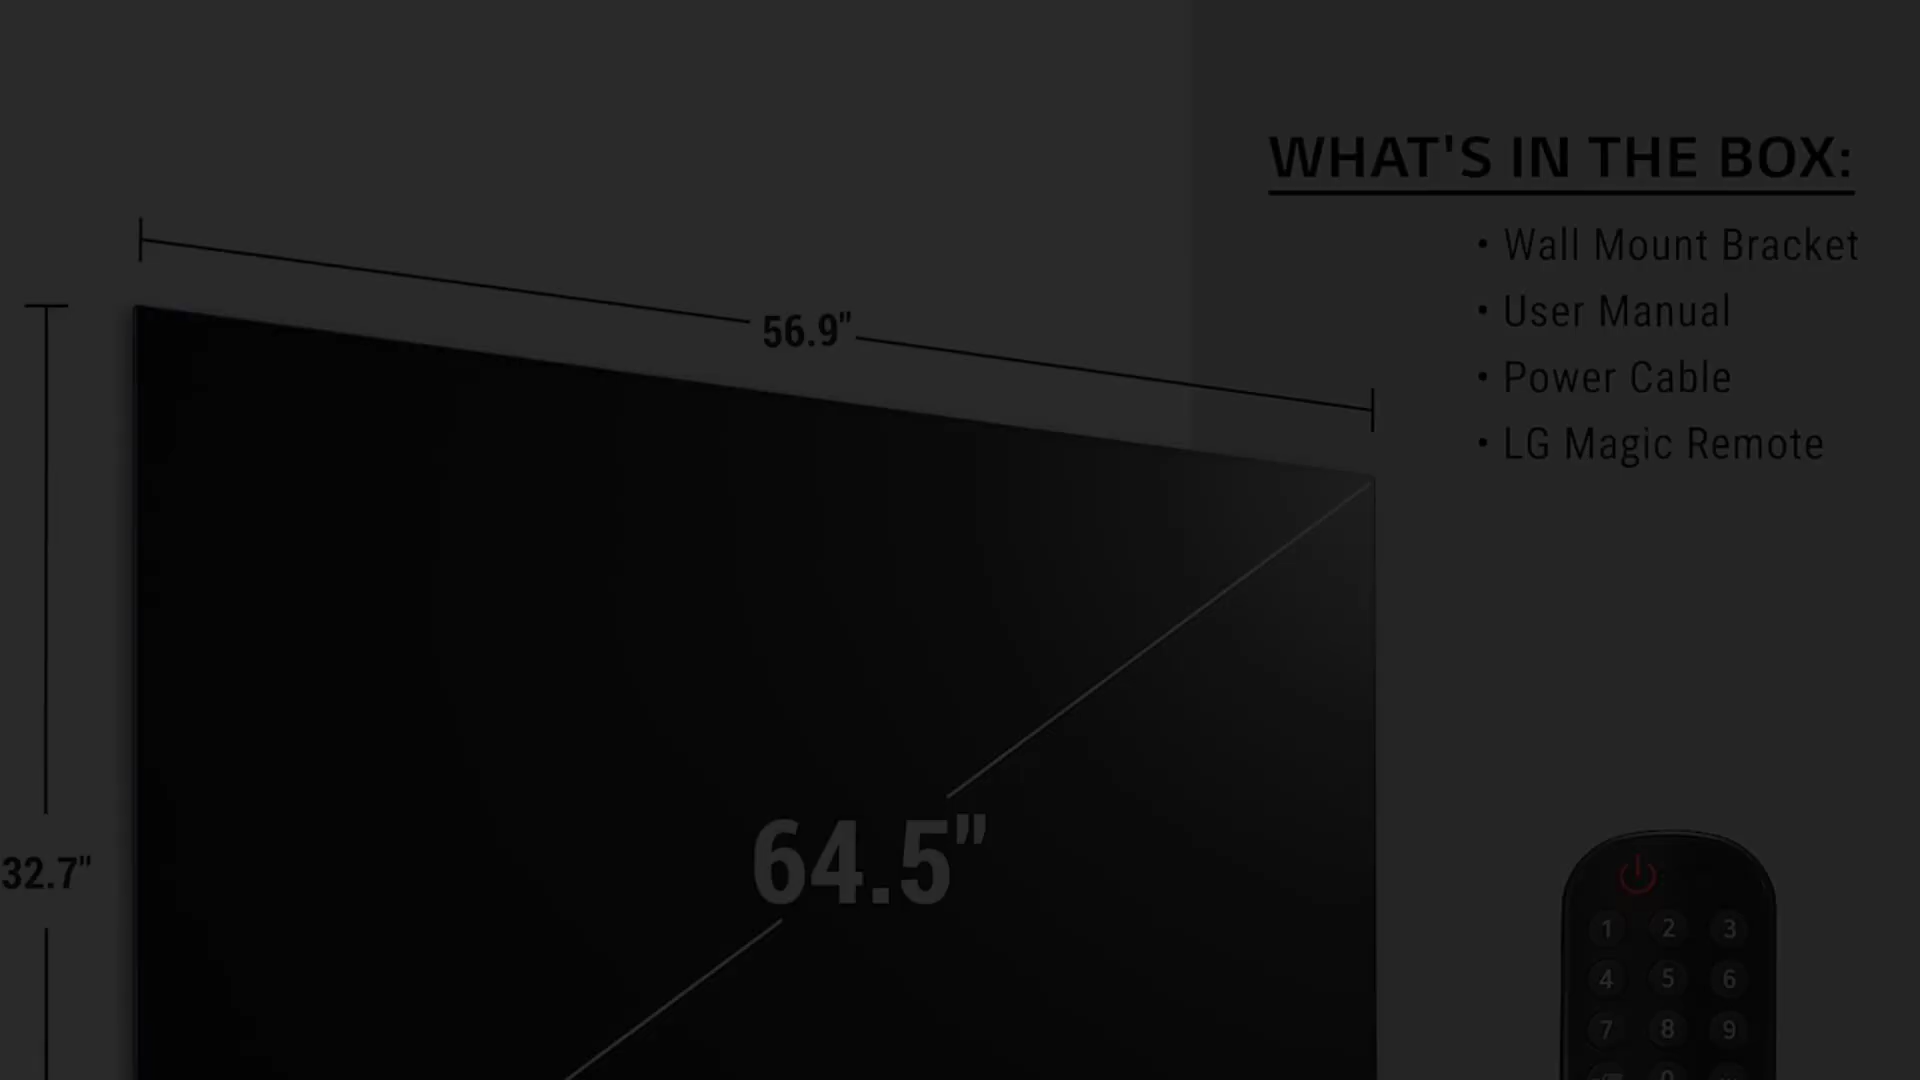 WHAT'S IN THE BOX:
• Wall Mount Bracket
• User Manual
• Power Cable
• LG Magic Remote
56.9"
64.5"
32.7"
1 2 3
4 5 6
7 8 9
0